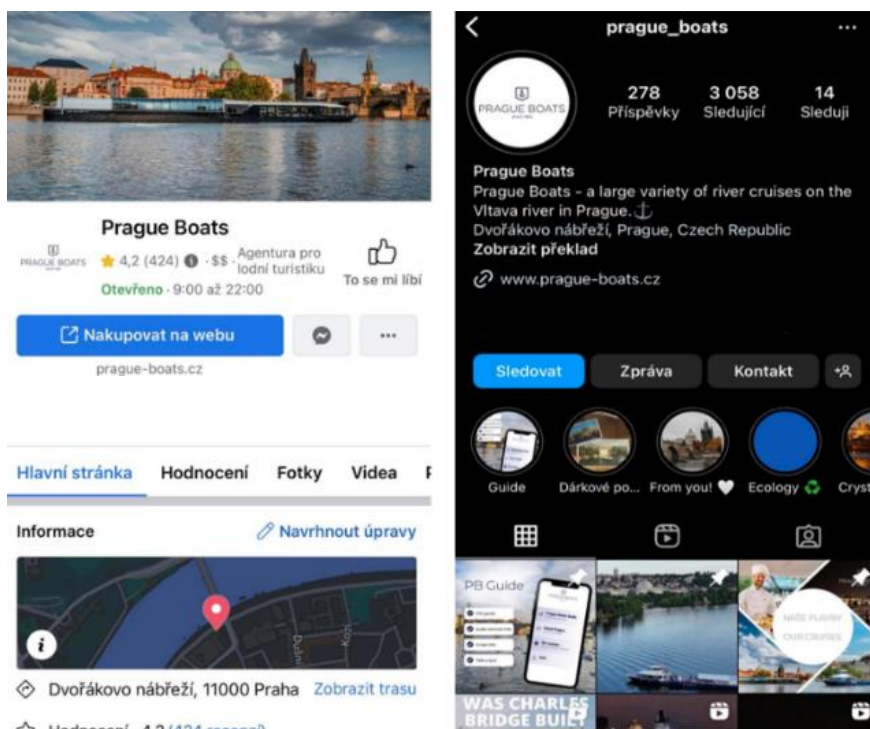 Prague Boats
PRAGUE BOATS
4,2 (424) · $$ · Agentura pro
lodní turistiku
Otevřeno · 9:00 až 22:00
To se mi líbí
Nakupovat na webu
prague-boats.cz
Hlavní stránka Hodnocení Fotky Videa
Informace
Navrhnout úpravy
Dušní
Kozí
Dvořákovo nábřeží, 11000 Praha Zobrazit trasu
prague_boats
PRAGUE BOATS
278 3 058 14
Příspěvky Sledující Sleduji
Prague Boats
Prague Boats - a large variety of river cruises on the
Vltava river in Prague.⚓
Dvořákovo nábřeží, Prague, Czech Republic
Zobrazit překlad
www.prague-boats.cz
Sledovat Zpráva Kontakt
Guide Dárkové po... From you! 🤍 Ecology ♻️ Cryst
PB Guide
NAŠE PLAVBY
OUR CRUISES
WAS CHARLES
BRIDGE BUILT